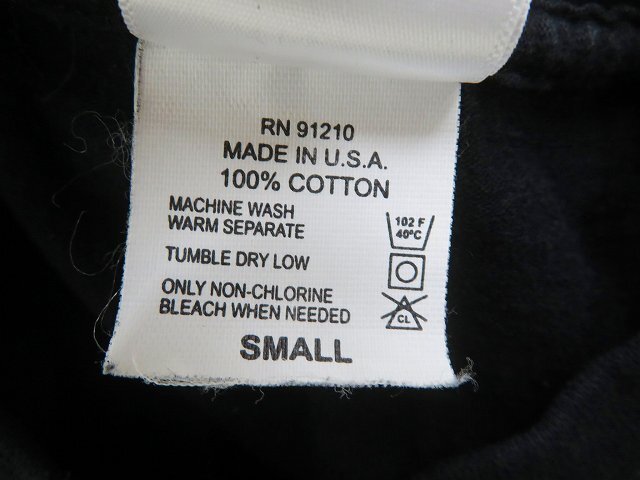 RN 91210
MADE IN U.S.A.
100% COTTON
MACHINE WASH
WARM SEPARATE
102 F
40°C
TUMBLE DRY LOW
ONLY NON-CHLORINE
BLEACH WHEN NEEDED
CL
SMALL